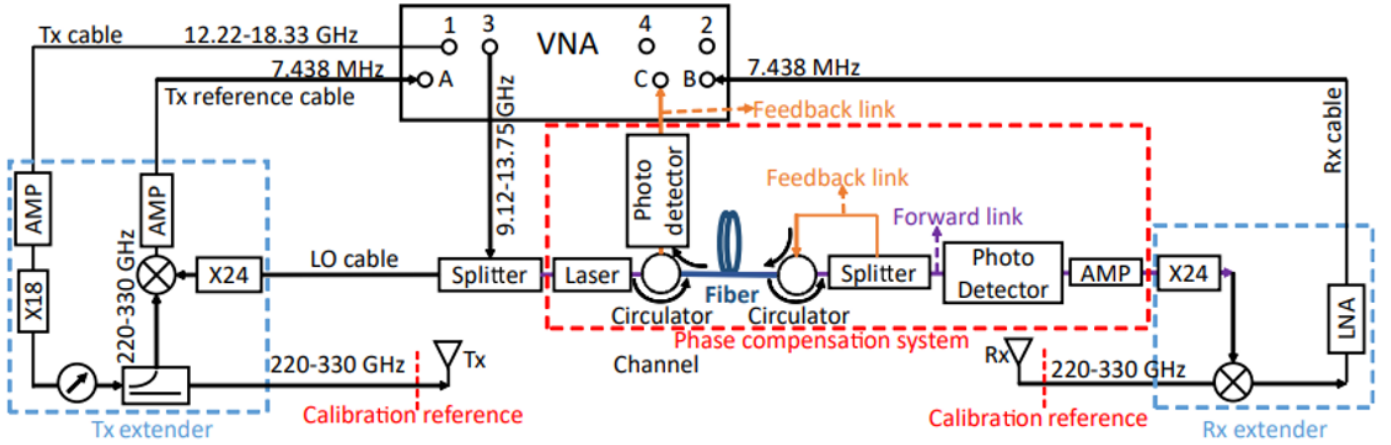 Tx cable
12.22-18.33 GHz
1
3
VNA
4
2
7.438 MHz
A
C
B
7.438 MHz
Tx reference cable
9.12-13.75 GHz
Feedback link
Rx cable
AMP
AMP
Photo
detector
Feedback link
Forward link
220-330 GHz
X18
X24
LO cable
Splitter
Laser
Fiber
Splitter
Photo
Detector
AMP
X24
LNA
Circulator
Circulator
Phase compensation system
220-330 GHz
Tx
Channel
Rx
220-330 GHz
Calibration reference
Calibration reference
Tx extender
Rx extender